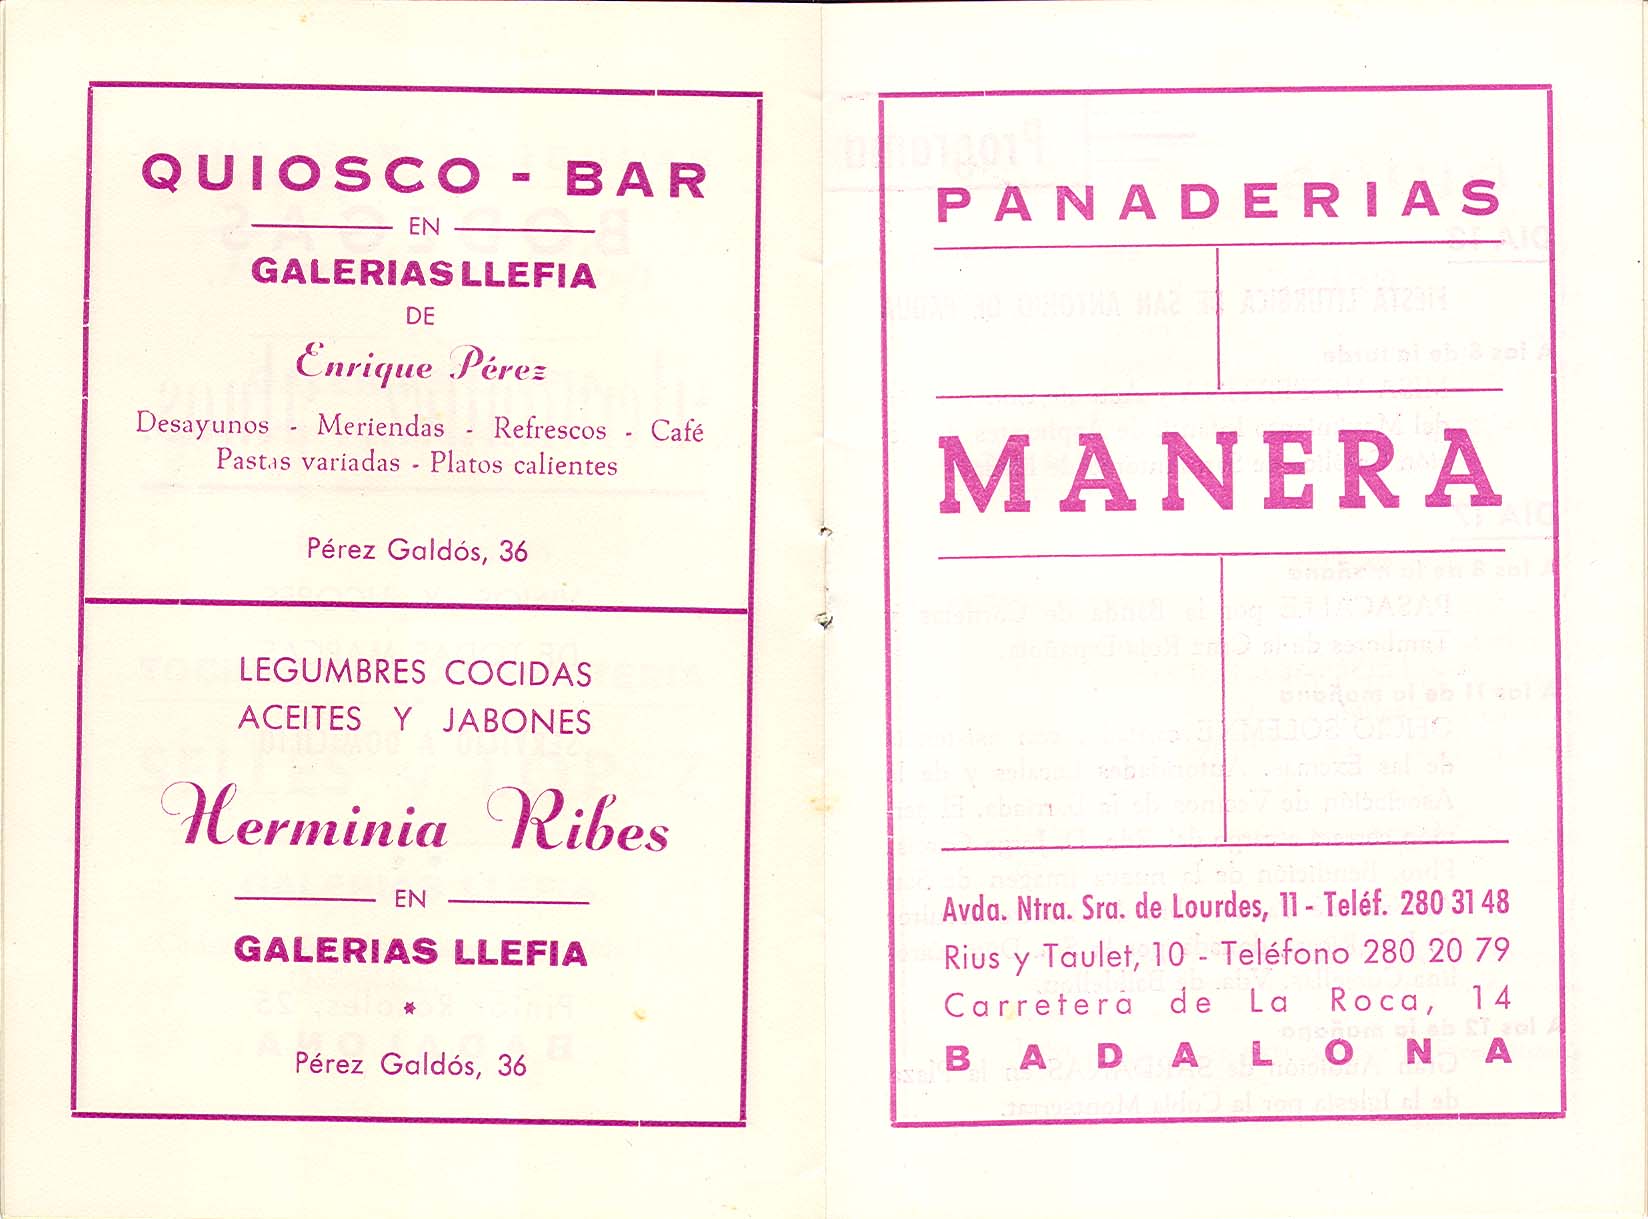 QUIOSCO - BAR
EN
GALERIAS LLEFIA
DE
Enrique Pérez
Desayunos - Meriendas - Refrescos - Café
Pastas variadas - Platos calientes
Pérez Galdós, 36
LEGUMBRES COCIDAS
ACEITES Y JABONES
Herminia Ribes
EN
GALERIAS LLEFIA
*
Pérez Galdós, 36
PANADERIAS
MANERA
Avda. Ntra. Sra. de Lourdes, 11 - Teléf. 280 31 48
Rius y Taulet, 10 - Teléfono 280 20 79
Carretera de La Roca, 14
BADALONA